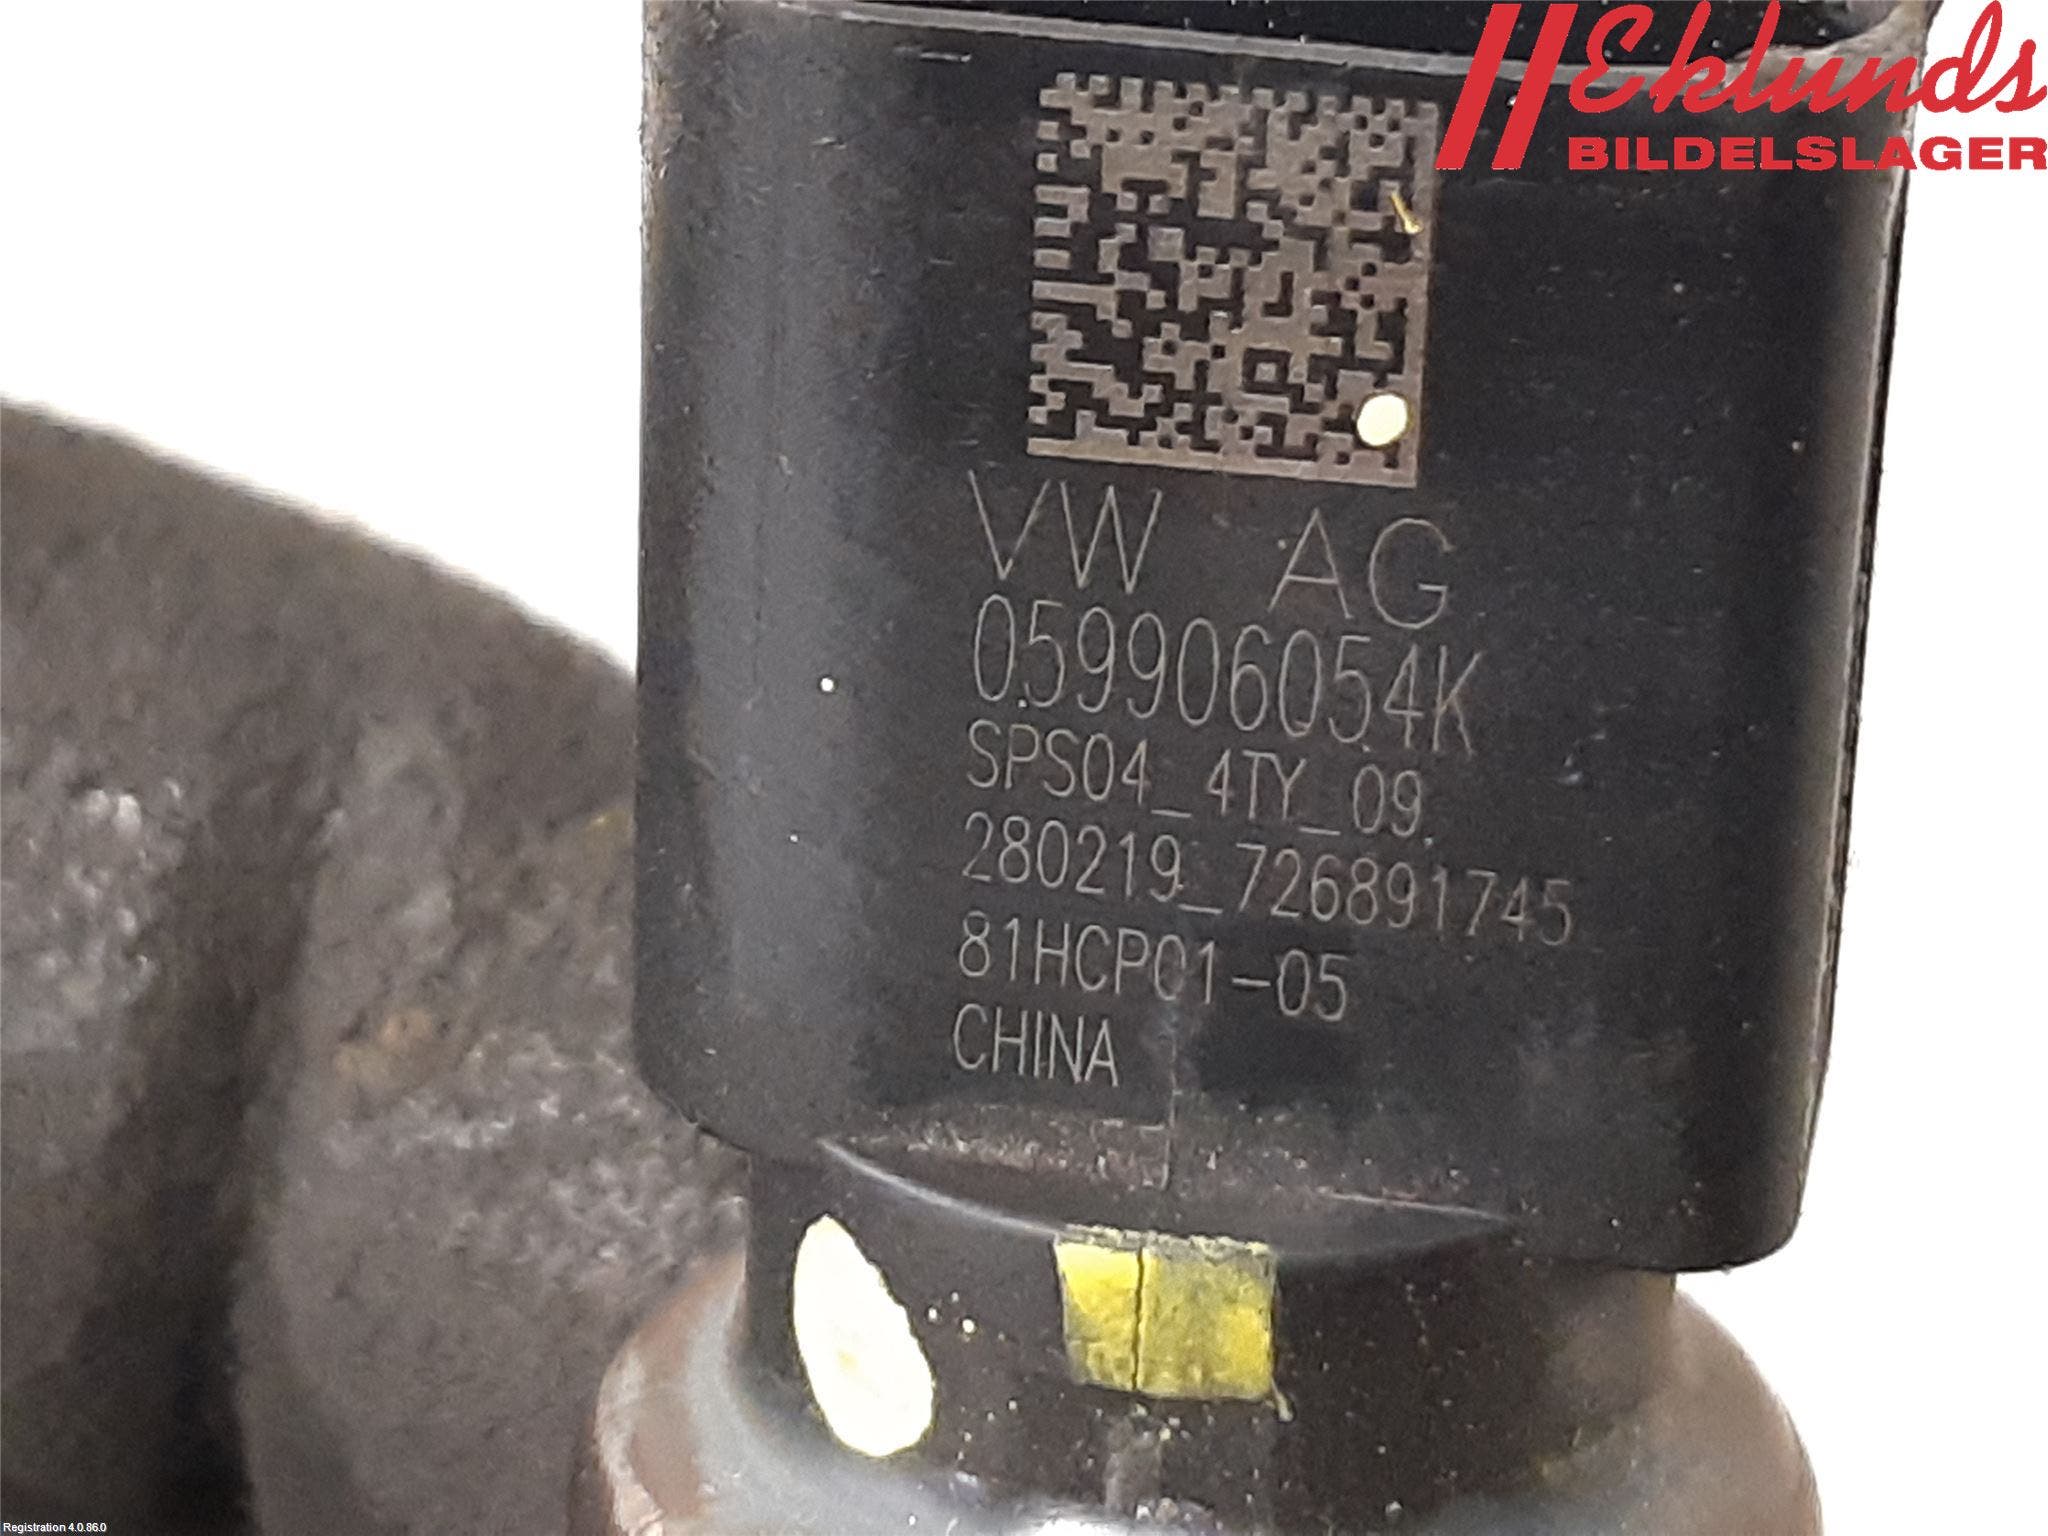 Eklunds
BILDELSLAGER
VW AG
059906054K
SPS04_4TY_09
280219_726891745
81HCP01-05
CHINA
Registration 4.0.86.0